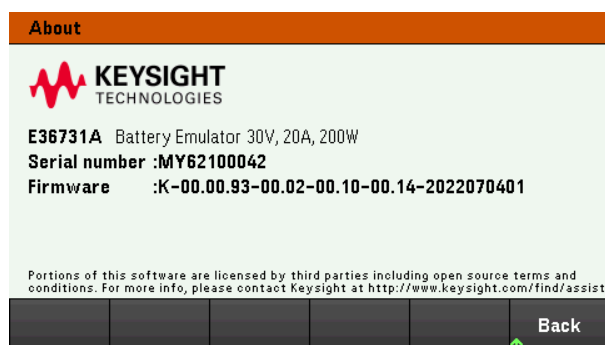 About
KEYSIGHT
TECHNOLOGIES
E36731A Battery Emulator 30V, 20A, 200W
Serial number :MY62100042
Firmware :K-00.00.93-00.02-00.10-00.14-2022070401
Portions of this software are licensed by third parties including open source terms and
conditions. For more info, please contact Keysight at http://www.keysight.com/find/assist
Back